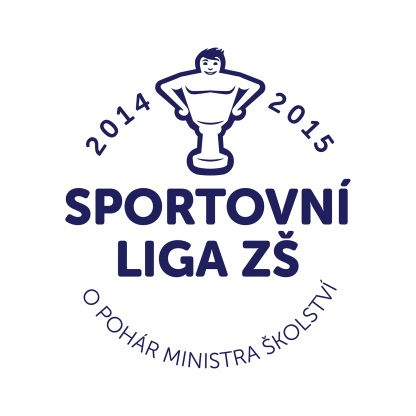 2014 2015
SPORTOVNÍ
LIGA ZŠ
O POHÁR MINISTRA ŠKOLSTVÍ